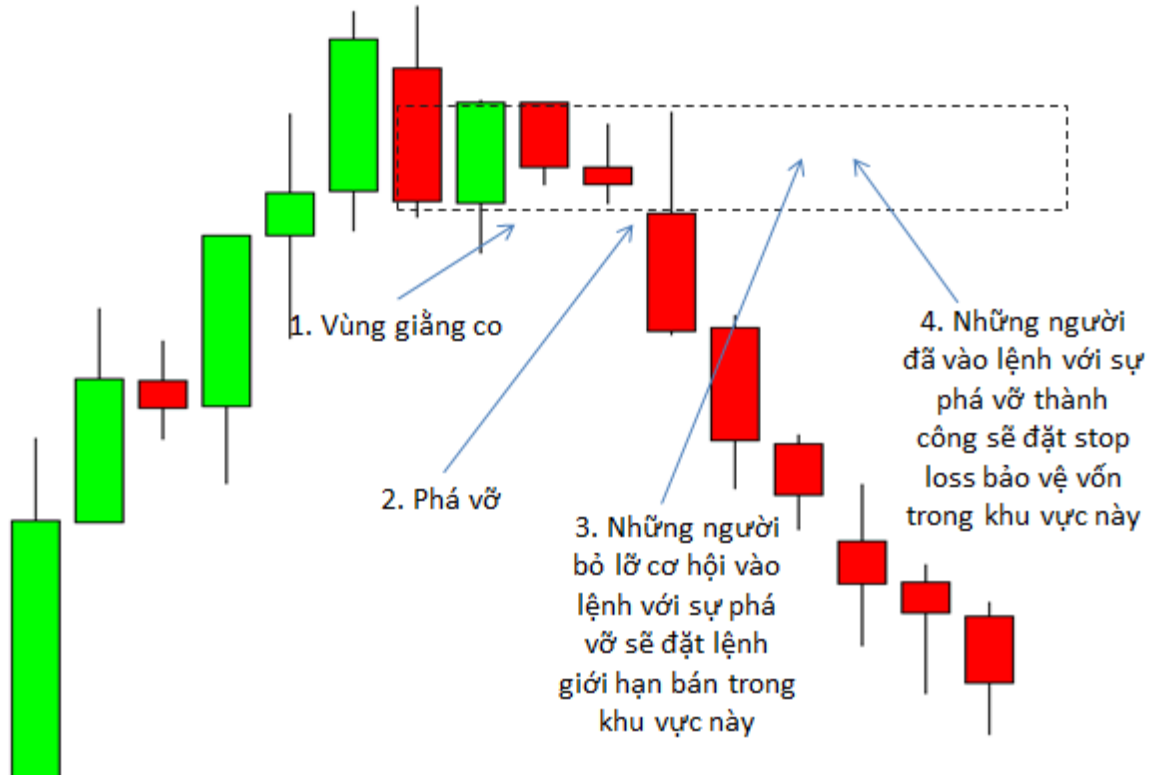 1. Vùng giằng co
2. Phá vỡ
3. Những người
bỏ lỡ cơ hội vào
lệnh với sự phá
vỡ sẽ đặt lệnh
giới hạn bán trong
khu vực này
4. Những người
đã vào lệnh với sự
phá vỡ thành
công sẽ đặt stop
loss bảo vệ vốn
trong khu vực này